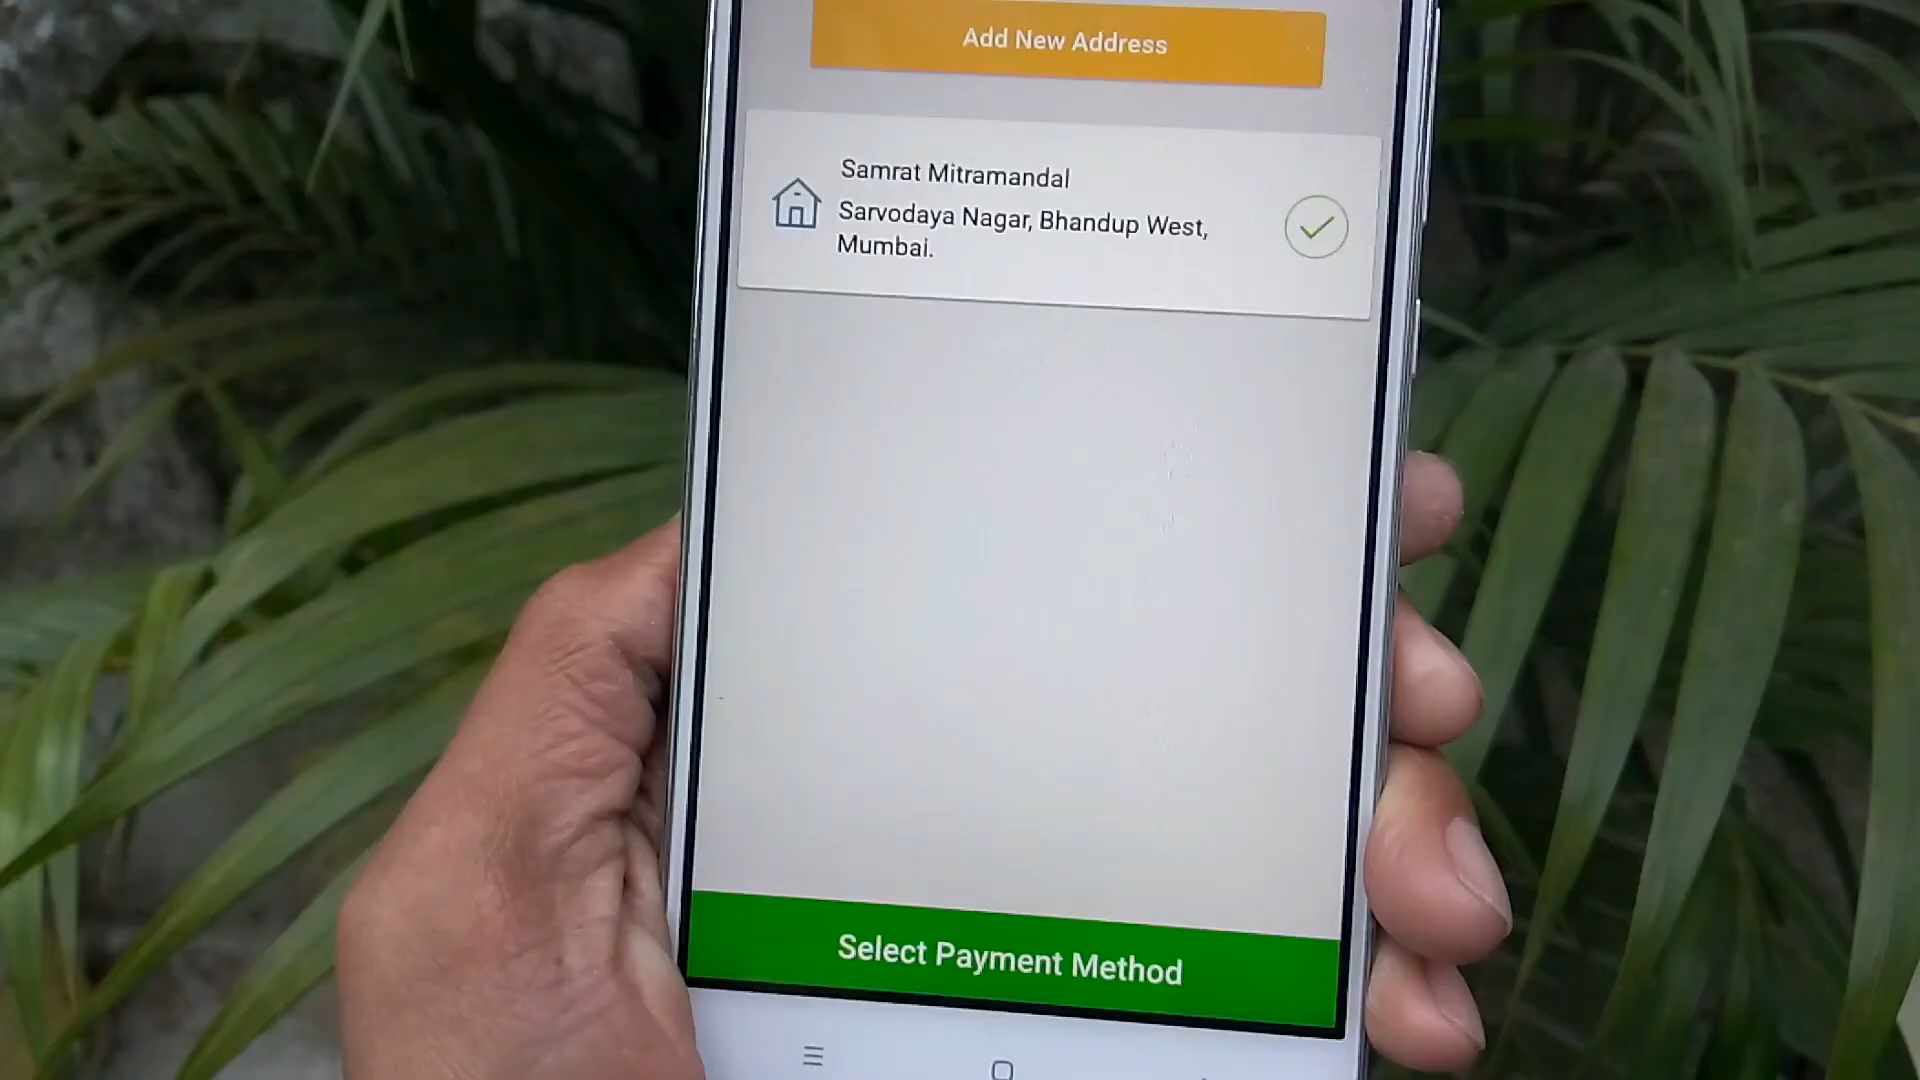 Add New Address
Samrat Mitramandal
Sarvodaya Nagar, Bhandup West,
Mumbai.
Select Payment Method